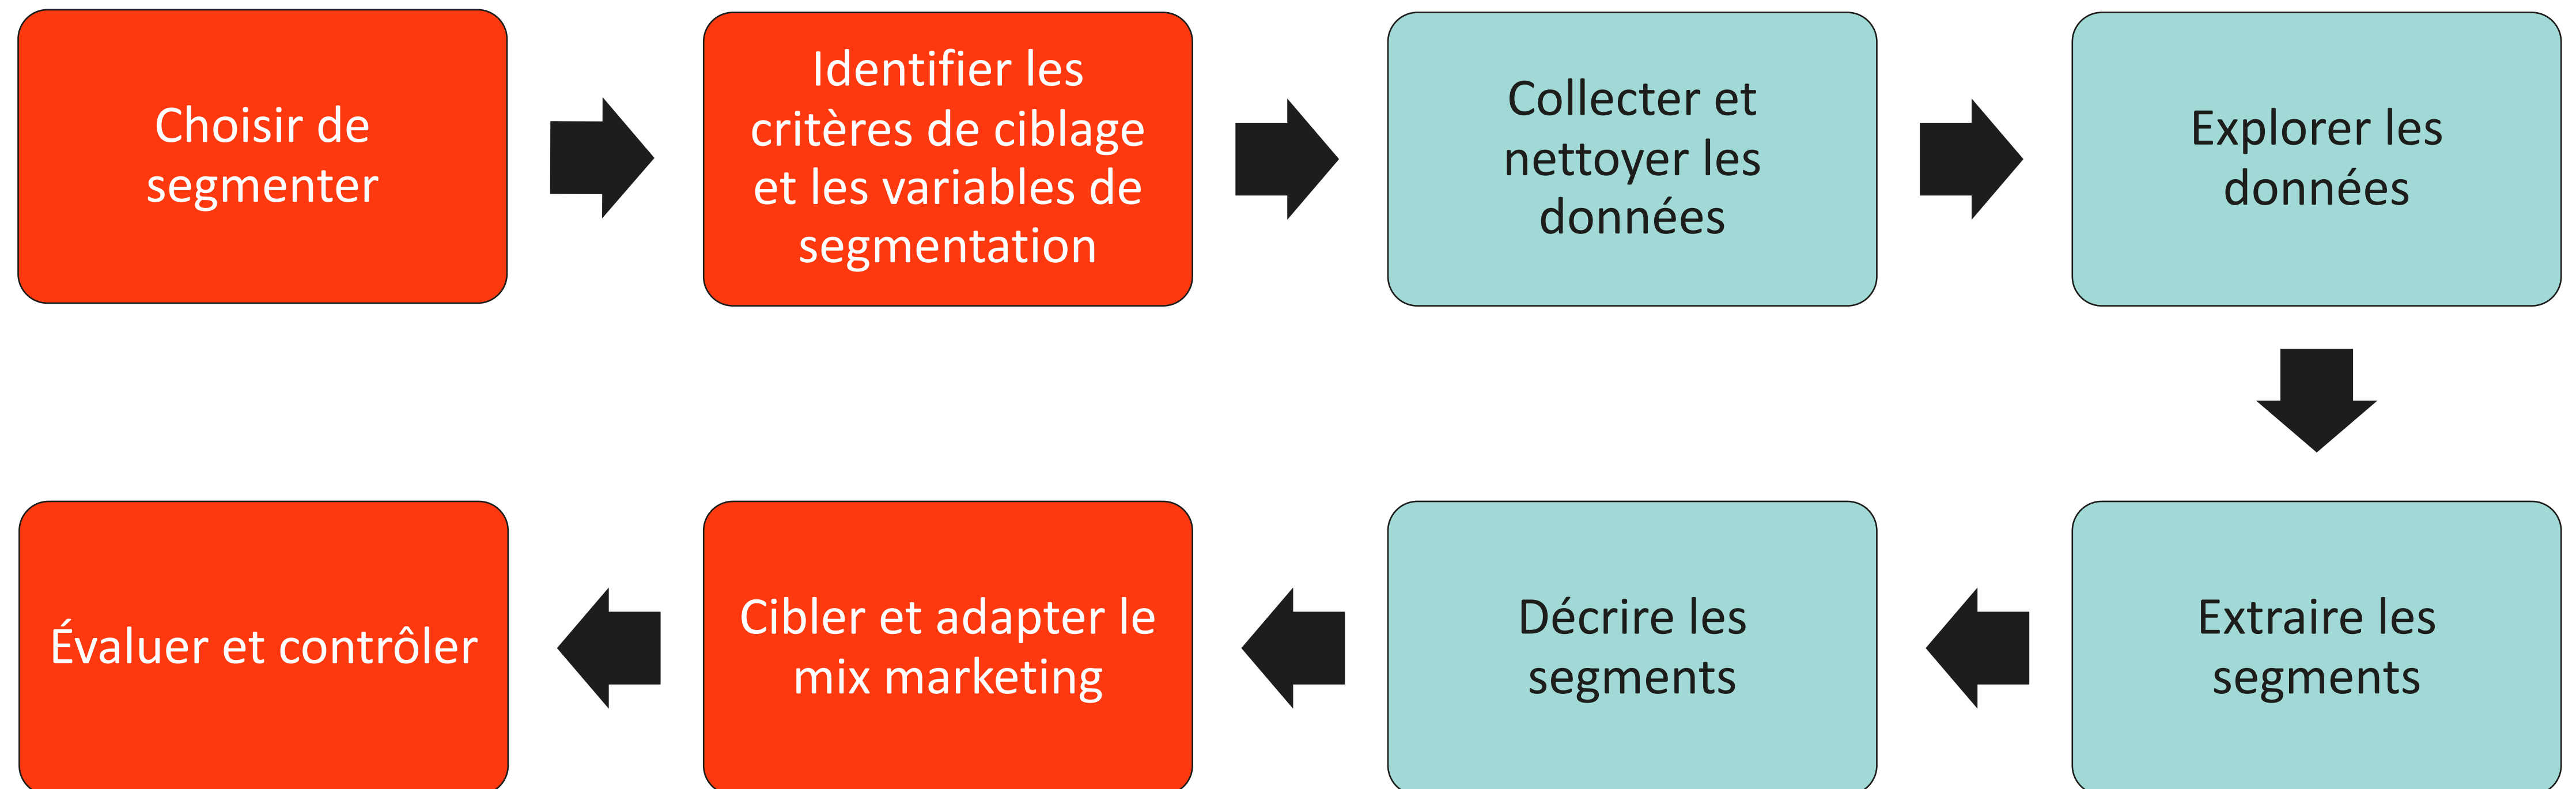 Choisir de
segmenter
Identifier les
critères de ciblage
et les variables de
segmentation
Collecter et
nettoyer les
données
Explorer les
données
Extraire les
segments
Décrire les
segments
Cibler et adapter le
mix marketing
Évaluer et contrôler